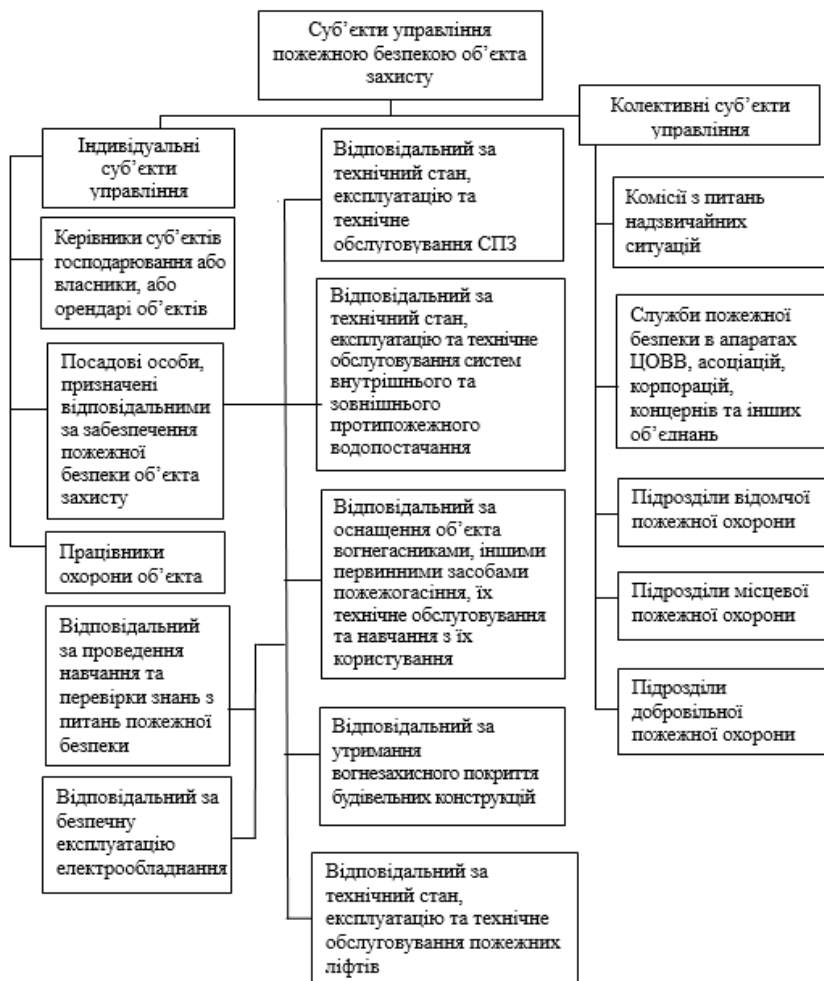 Суб’єкти управління
пожежною безпекою об’єкта
захисту
Колективні суб’єкти
управління
Індивідуальні
суб’єкти
управління
Керівники суб’єктів
господарювання або
власники, або
орендарі об’єктів
Посадові особи,
призначені
відповідальними
за забезпечення
пожежної
безпеки об’єкта
захисту
Працівники
охорони об’єкта
Відповідальний
за проведення
навчання та
перевірки знань з
питань пожежної
безпеки
Відповідальний за
безпечну
експлуатацію
електрообладнання
Відповідальний за
технічний стан,
експлуатацію та
технічне
обслуговування СПЗ
Відповідальний за
технічний стан,
експлуатацію та технічне
обслуговування систем
внутрішнього та
зовнішнього
протипожежного
водопостачання
Відповідальний за
оснащення об’єкта
вогнегасниками, іншими
первинними засобами
пожежогасіння, їх
технічне обслуговування
та навчання з їх
користування
Відповідальний за
утримання
вогнезахисного покриття
будівельних конструкцій
Відповідальний за
технічний стан,
експлуатацію та технічне
обслуговування пожежних
ліфтів
Комісії з питань
надзвичайних
ситуацій
Служби пожежної
безпеки в апаратах
ЦОВВ, асоціацій,
корпорацій,
концернів та інших
об’єднань
Підрозділи відомчої
пожежної охорони
Підрозділи місцевої
пожежної охорони
Підрозділи
добровільної
пожежної охорони